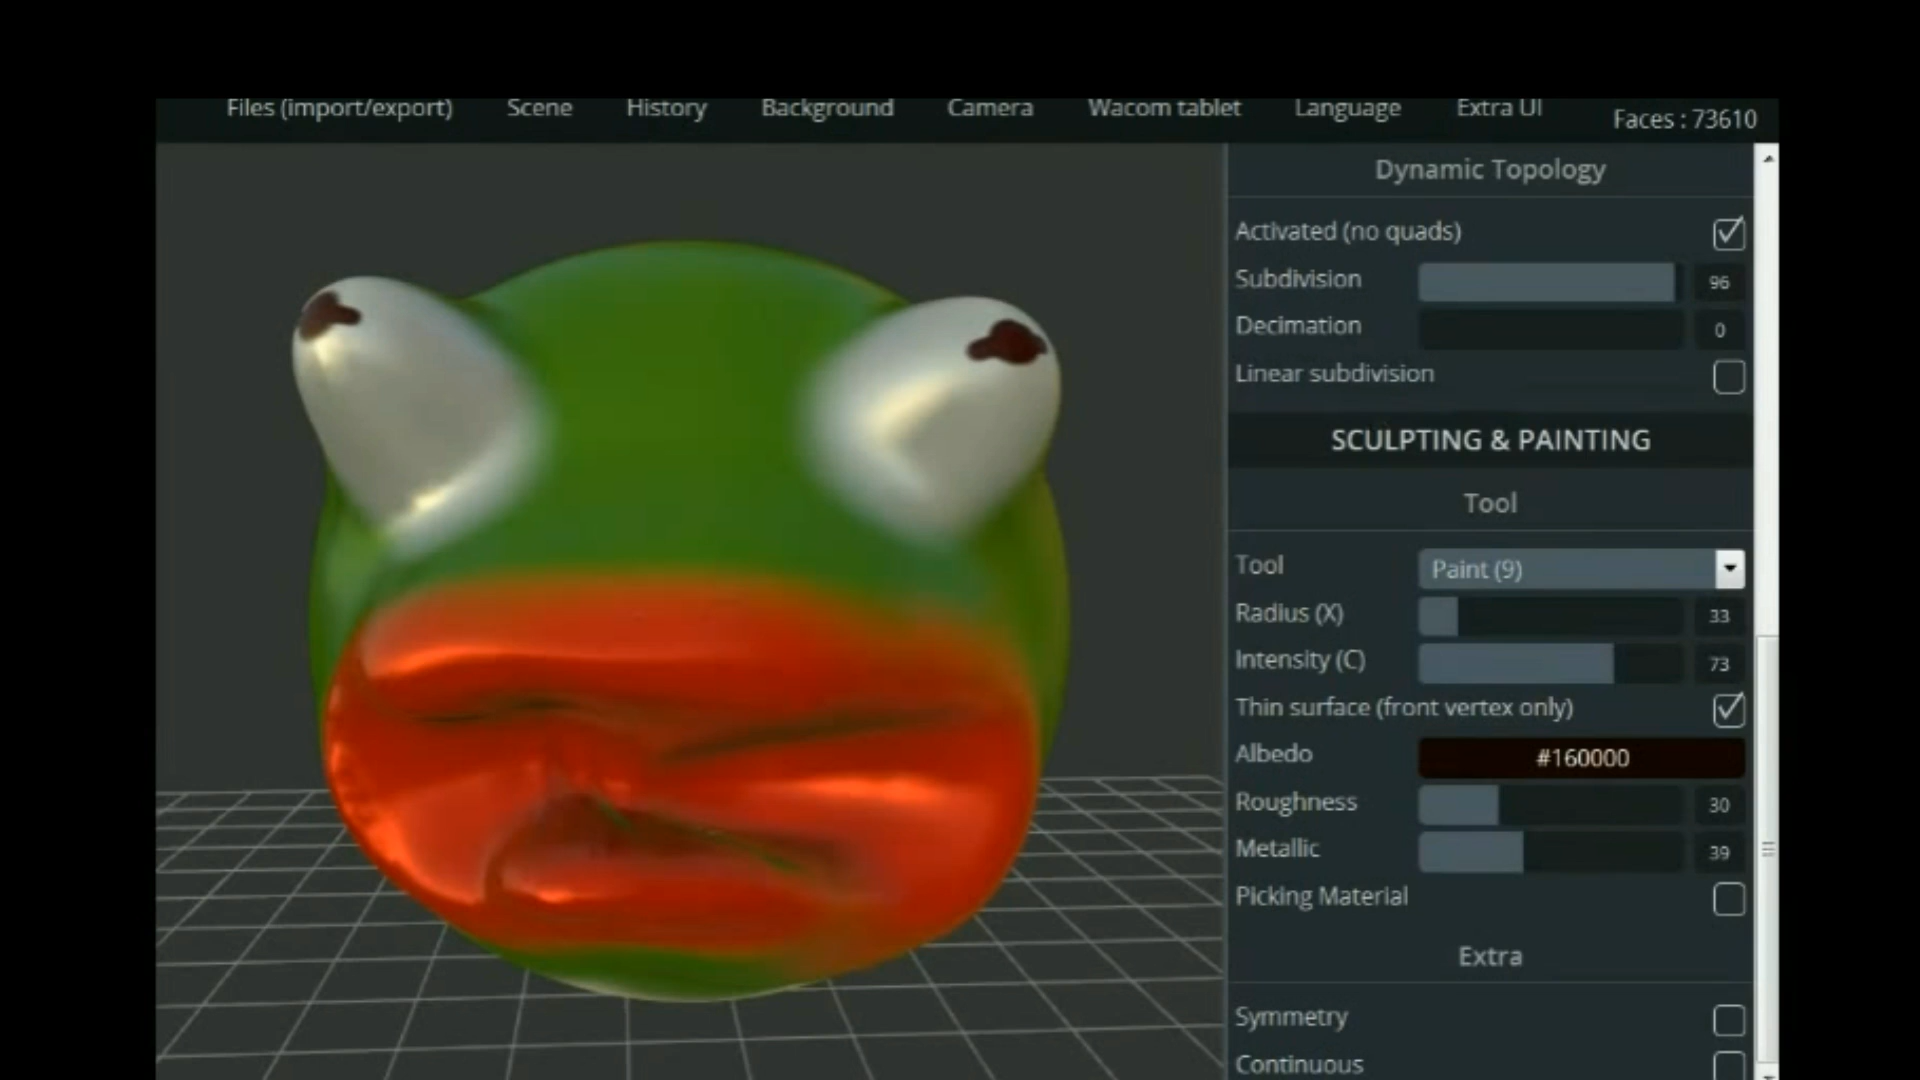 Files (import/export) Scene History Background Camera Wacom tablet Language Extra UI Faces : 73610
Dynamic Topology
Activated (no quads)
Subdivision 96
Decimation 0
Linear subdivision
SCULPTING & PAINTING
Tool
Tool Paint (9)
Radius (X) 33
Intensity (C) 73
Thin surface (front vertex only)
Albedo #160000
Roughness 30
Metallic 39
Picking Material
Extra
Symmetry
Continuous